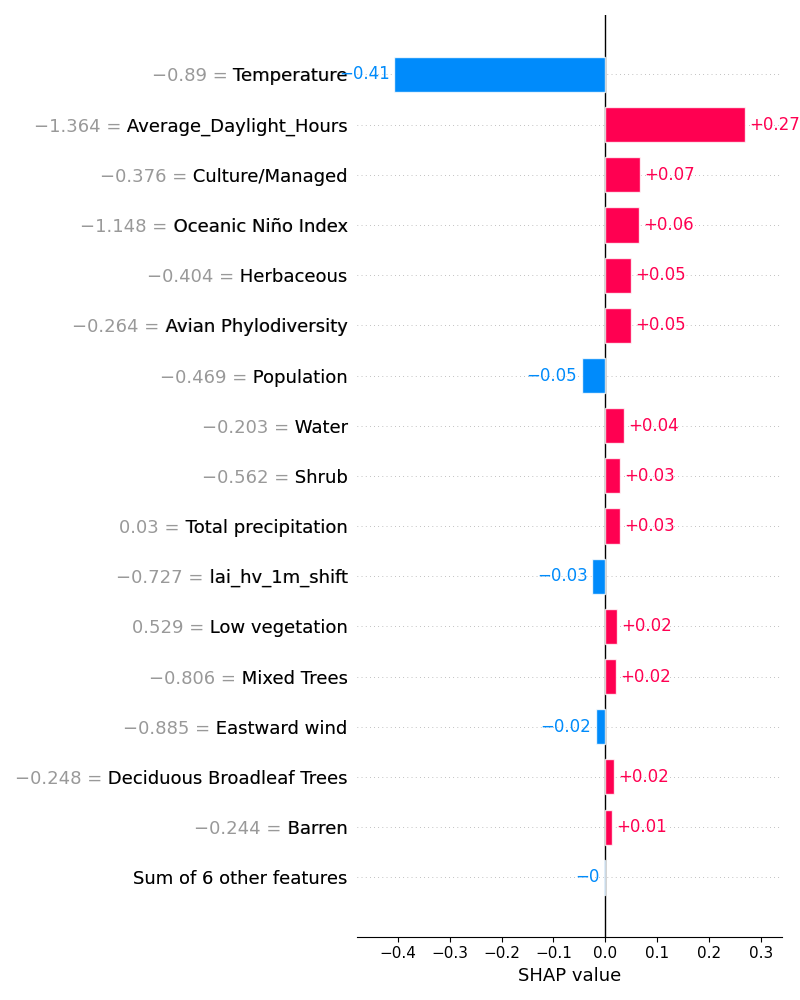 −0.89 = Temperature −0.41
−1.364 = Average_Daylight_Hours +0.27
−0.376 = Culture/Managed +0.07
−1.148 = Oceanic Niño Index +0.06
−0.404 = Herbaceous +0.05
−0.264 = Avian Phylodiversity +0.05
−0.469 = Population −0.05
−0.203 = Water +0.04
−0.562 = Shrub +0.03
0.03 = Total precipitation +0.03
−0.727 = lai_hv_1m_shift −0.03
0.529 = Low vegetation +0.02
−0.806 = Mixed Trees +0.02
−0.885 = Eastward wind −0.02
−0.248 = Deciduous Broadleaf Trees +0.02
−0.244 = Barren +0.01
Sum of 6 other features −0
−0.4 −0.3 −0.2 −0.1 0.0 0.1 0.2 0.3
SHAP value